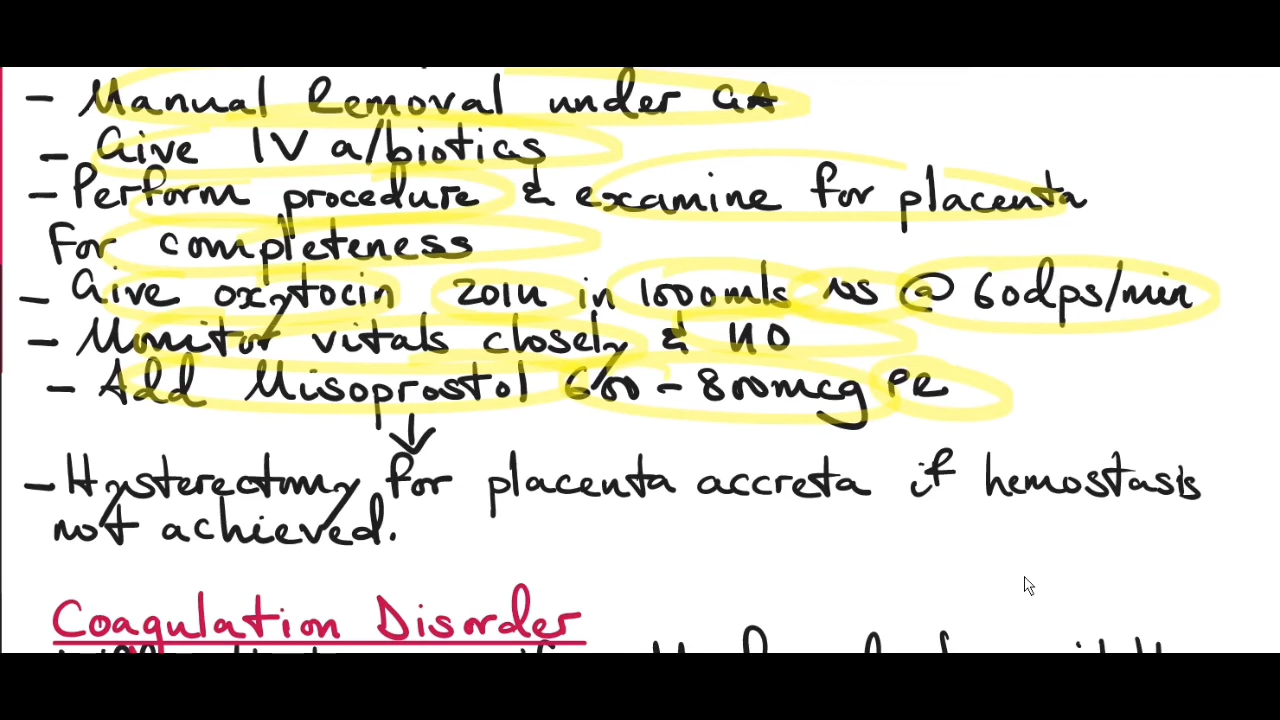 - Manual Removal under GA
- Give IV a/biotics
- Perform procedure & examine for placenta
For completeness
- Give oxytocin 20IU in 1000mls NS @ 60dps/min
- Monitor vitals closely & UO
- Add Misoprostol 600 - 800mcg PR
↓
- Hysterectomy for placenta accreta if hemostasis
not achieved.
Coagulation Disorder